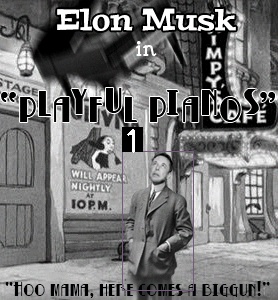 Elon Musk
in
"PLAYFUL PIANOS"
1
STAGE
IMPY
CAFE
WILL APPEAR
NIGHTLY
AT
10 P.M.
"HOO MAMA, HERE COMES A BIGGUN!"